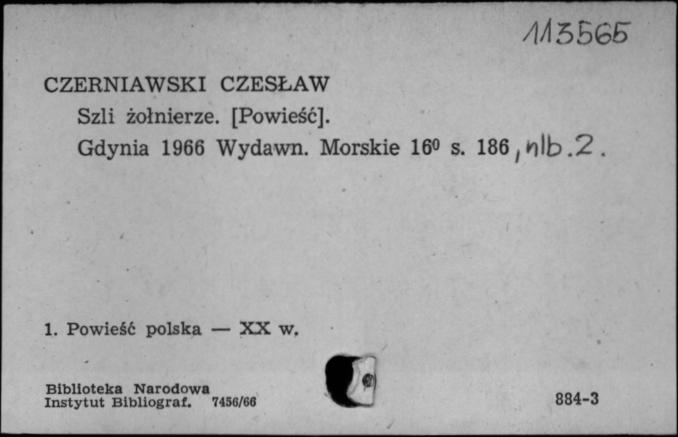 113565
CZERNIAWSKI CZESŁAW
Szli żołnierze. [Powieść].
Gdynia 1966 Wydawn. Morskie 16⁰ s. 186, nlb. 2.
1. Powieść polska — XX w.
Biblioteka Narodowa
Instytut Bibliograf. 7456/66
884-3